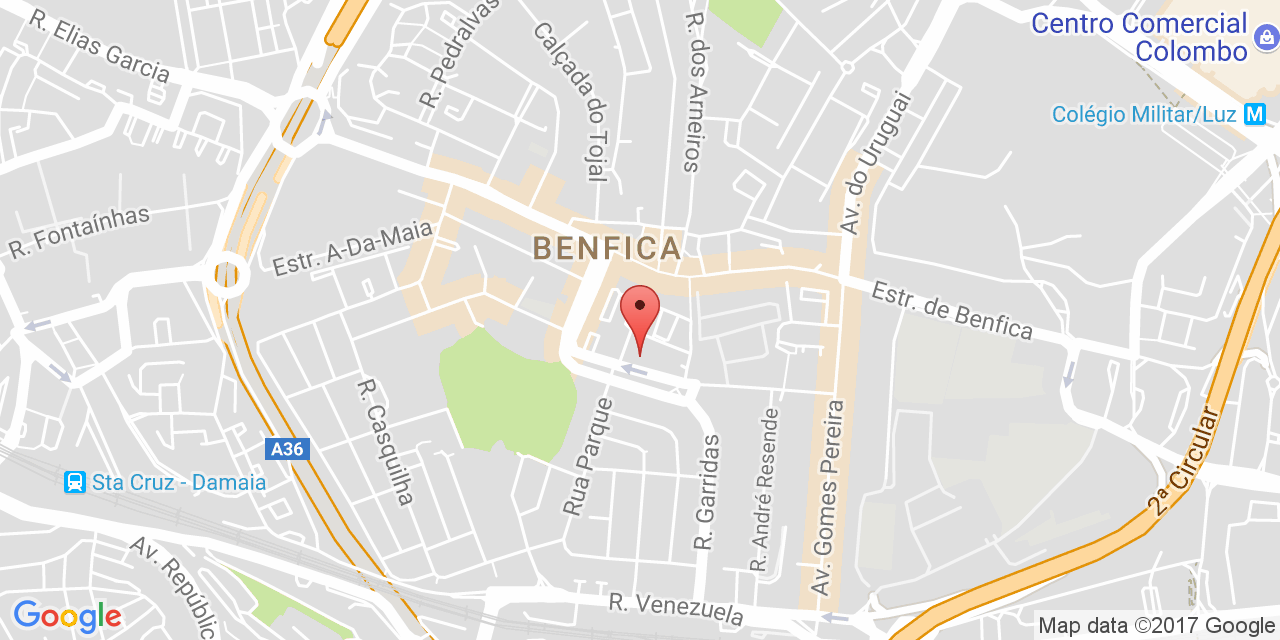 R. Elias Garcia
R. Pedralvas
Calçada do Tojal
R. dos Arneiros
Av. do Uruguai
Centro Comercial
Colombo
Colégio Militar/Luz
M
R. Fontaínhas
Estr. A-Da-Maia
BENFICA
Estr. de Benfica
R. Casquilha
Rua Parque
R. Garridas
R. André Resende
Av. Gomes Pereira
2ª Circular
A36
Sta Cruz - Damaia
Av. Repúblic
R. Venezuela
Google
Map data ©2017 Google